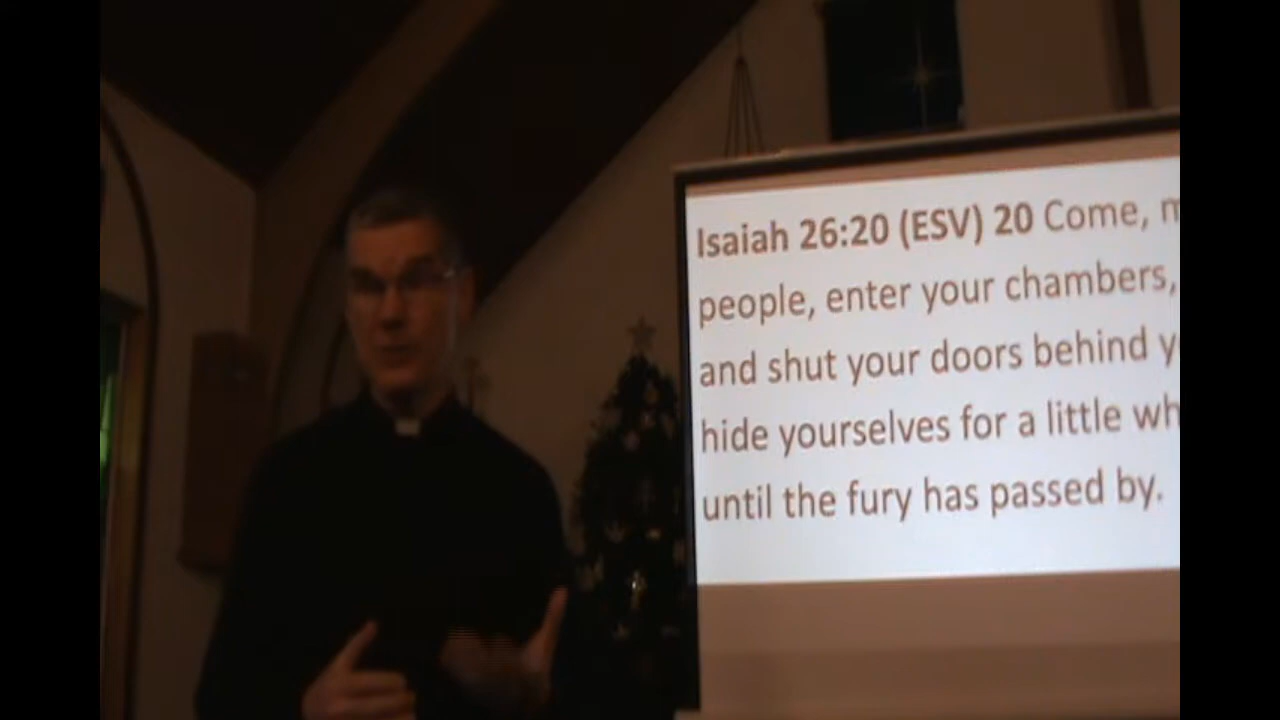 Isaiah 26:20 (ESV) 20 Come,
people, enter your chambers,
and shut your doors behind
hide yourselves for a little
until the fury has passed by.